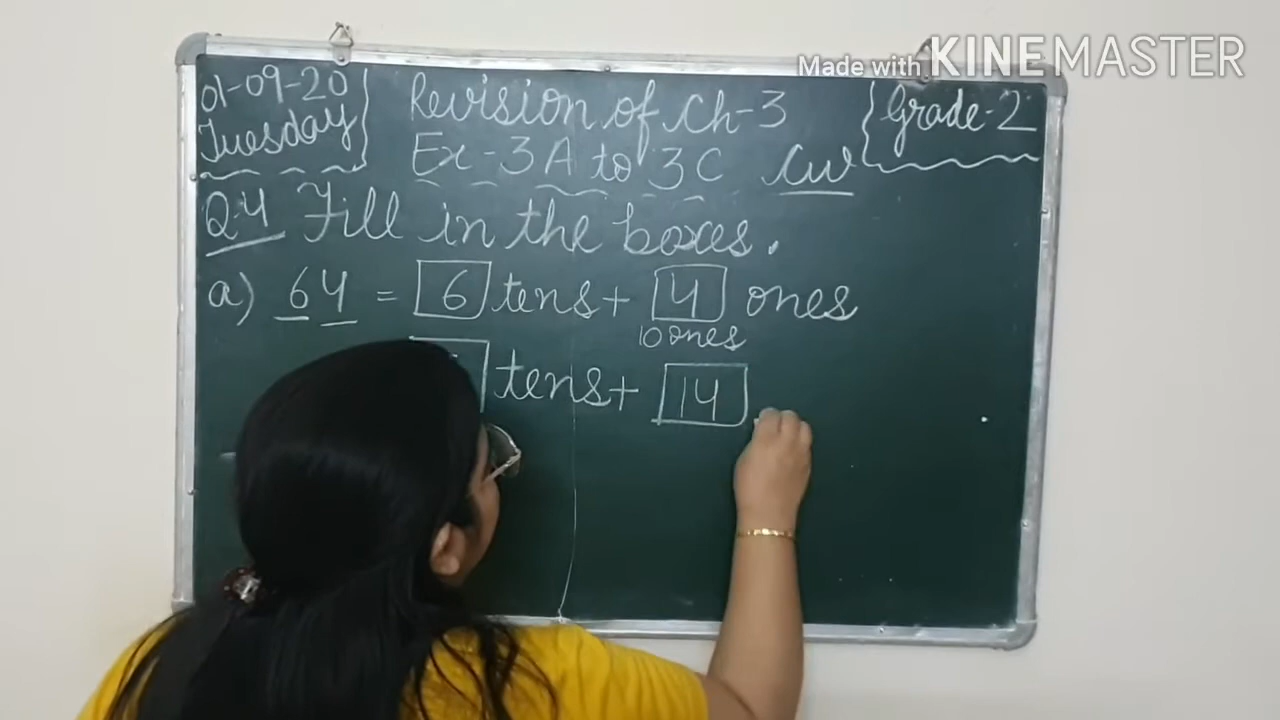 Made with KINEMASTER
01-09-20 Revision of Ch-3 Grade-2
Tuesday Ex-3A to 3C CW
Q.4 Fill in the boxes.
a) 64 = 6 tens + 4 ones
10 ones
tens + 14